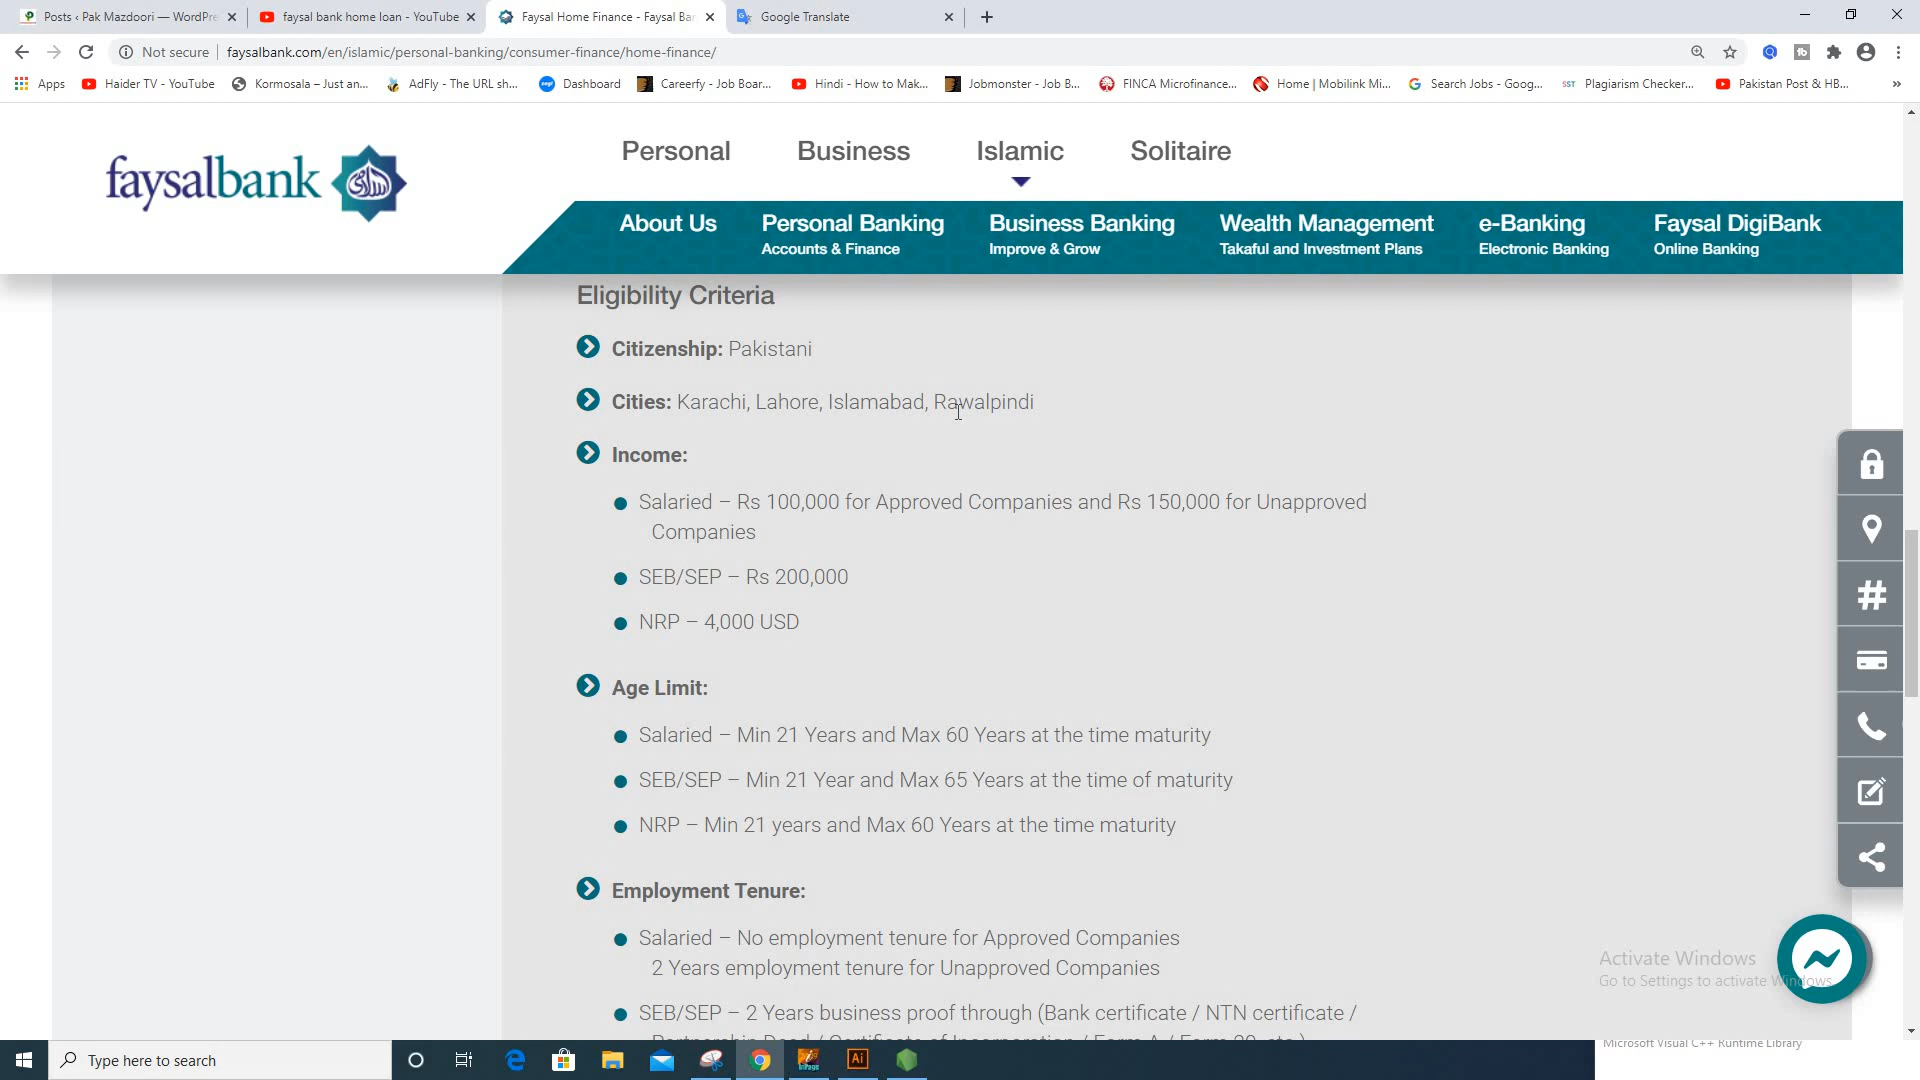 Posts ‹ Pak Mazdoori — WordPre
faysal bank home loan - YouTube
Faysal Home Finance - Faysal Ban
Google Translate
Not secure
faysalbank.com/en/islamic/personal-banking/consumer-finance/home-finance/
Apps
Haider TV - YouTube
Kormosala – Just an...
AdFly - The URL sh...
Dashboard
Careerfy - Job Boar...
Hindi - How to Mak...
Jobmonster - Job B...
FINCA Microfinance...
Home | Mobilink Mi...
Search Jobs - Goog...
SST
Plagiarism Checker...
Pakistan Post & HB...
»
faysalbank
Personal
Business
Islamic
Solitaire
About Us
Personal Banking
Accounts & Finance
Business Banking
Improve & Grow
Wealth Management
Takaful and Investment Plans
e-Banking
Electronic Banking
Faysal DigiBank
Online Banking
Eligibility Criteria
Citizenship: Pakistani
Cities: Karachi, Lahore, Islamabad, Rawalpindi
Income:
Salaried – Rs 100,000 for Approved Companies and Rs 150,000 for Unapproved
Companies
SEB/SEP – Rs 200,000
NRP – 4,000 USD
Age Limit:
Salaried – Min 21 Years and Max 60 Years at the time maturity
SEB/SEP – Min 21 Year and Max 65 Years at the time of maturity
NRP – Min 21 years and Max 60 Years at the time maturity
Employment Tenure:
Salaried – No employment tenure for Approved Companies
2 Years employment tenure for Unapproved Companies
SEB/SEP – 2 Years business proof through (Bank certificate / NTN certificate /
Activate Windows
Go to Settings to activate Windows.
Type here to search
Ai
Microsoft Visual C++ Runtime Library